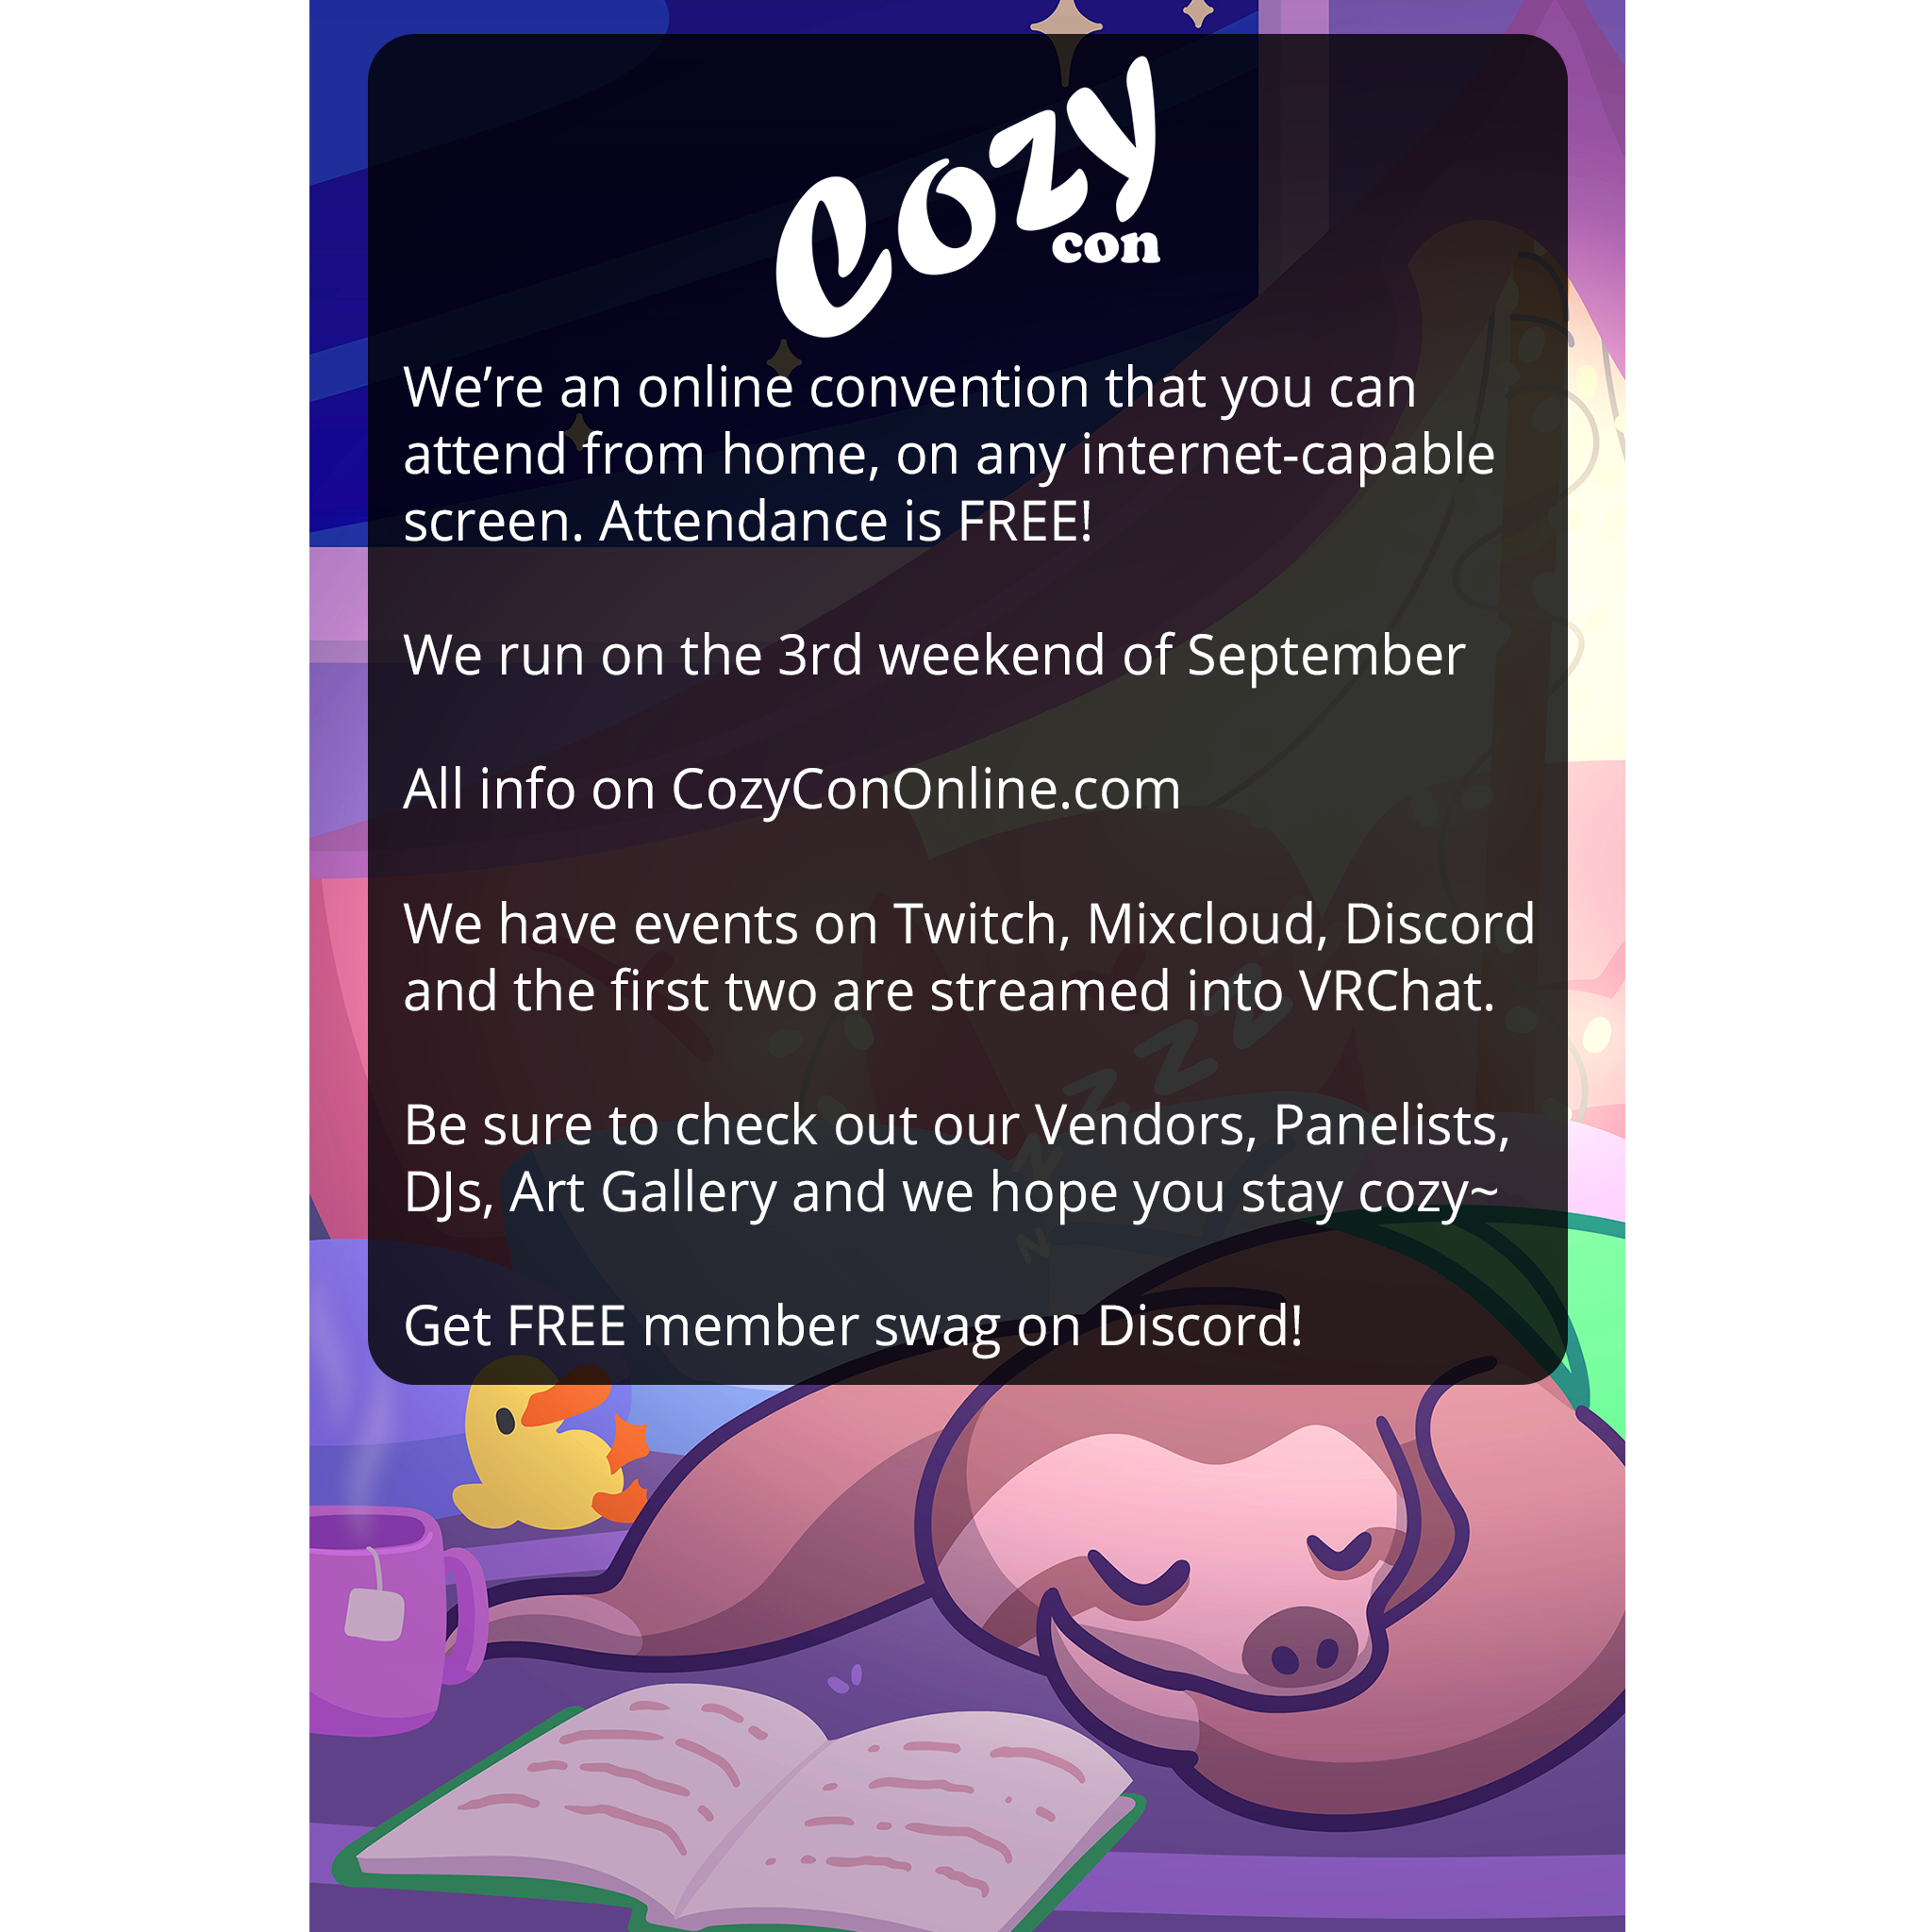 Cozy
con
We’re an online convention that you can
attend from home, on any internet-capable
screen. Attendance is FREE!
We run on the 3rd weekend of September
All info on CozyConOnline.com
We have events on Twitch, Mixcloud, Discord
and the first two are streamed into VRChat.
Be sure to check out our Vendors, Panelists,
DJs, Art Gallery and we hope you stay cozy~
Get FREE member swag on Discord!
z z z z z